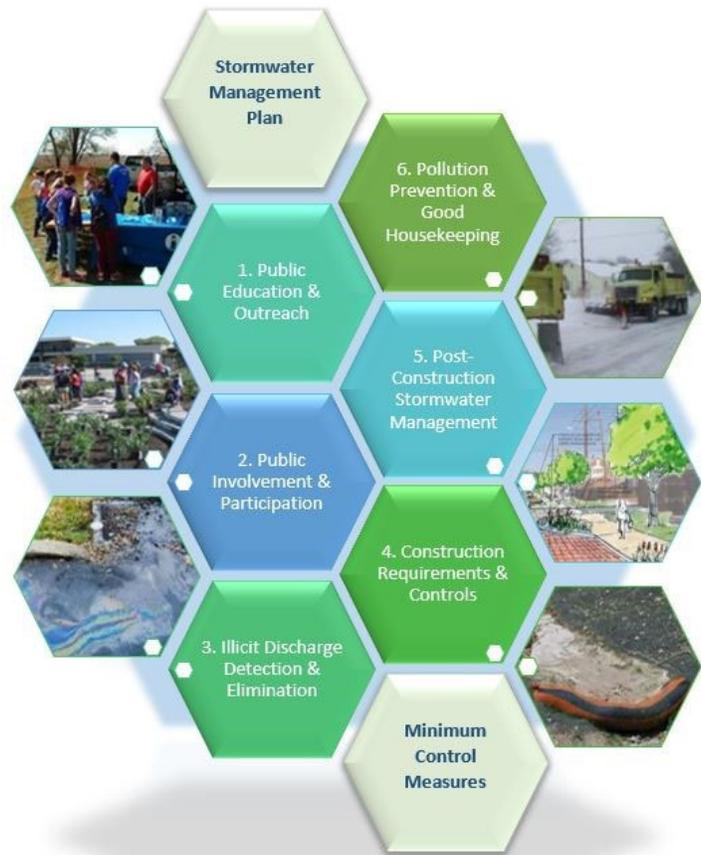 Stormwater
Management
Plan
1. Public
Education &
Outreach
2. Public
Involvement &
Participation
3. Illicit Discharge
Detection &
Elimination
6. Pollution
Prevention &
Good
Housekeeping
5. Post-
Construction
Stormwater
Management
4. Construction
Requirements &
Controls
Minimum
Control
Measures